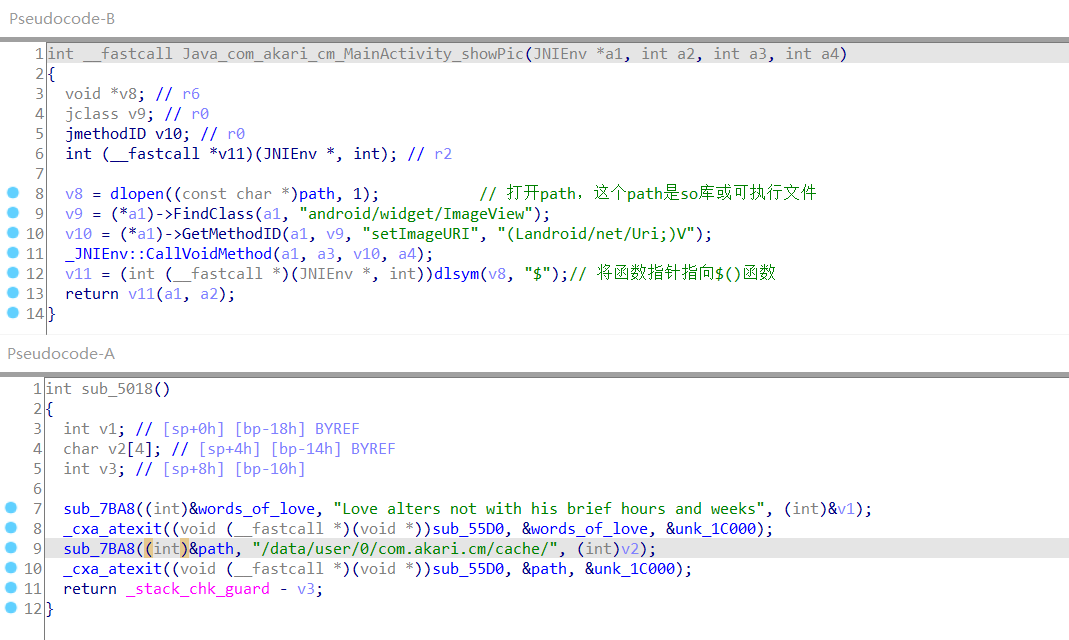 Pseudocode-B
1 int __fastcall Java_com_akari_cm_MainActivity_showPic(JNIEnv *a1, int a2, int a3, int a4)
2 {
3 void *v8; // r6
4 jclass v9; // r0
5 jmethodID v10; // r0
6 int (__fastcall *v11)(JNIEnv *, int); // r2
7
8 v8 = dlopen((const char *)path, 1); // 打开path，这个path是so库或可执行文件
9 v9 = (*a1)->FindClass(a1, "android/widget/ImageView");
10 v10 = (*a1)->GetMethodID(a1, v9, "setImageURI", "(Landroid/net/Uri;)V");
11 _JNIEnv::CallVoidMethod(a1, a3, v10, a4);
12 v11 = (int (__fastcall *)(JNIEnv *, int))dlsym(v8, "$");// 将函数指针指向$()函数
13 return v11(a1, a2);
14 }
Pseudocode-A
1 int sub_5018()
2 {
3 int v1; // [sp+0h] [bp-18h] BYREF
4 char v2[4]; // [sp+4h] [bp-14h] BYREF
5 int v3; // [sp+8h] [bp-10h]
6
7 sub_7BA8((int)&words_of_love, "Love alters not with his brief hours and weeks", (int)&v1);
8 _cxa_atexit((void (__fastcall *)(void *))sub_55D0, &words_of_love, &unk_1C000);
9 sub_7BA8((int)&path, "/data/user/0/com.akari.cm/cache/", (int)v2);
10 _cxa_atexit((void (__fastcall *)(void *))sub_55D0, &path, &unk_1C000);
11 return _stack_chk_guard - v3;
12 }